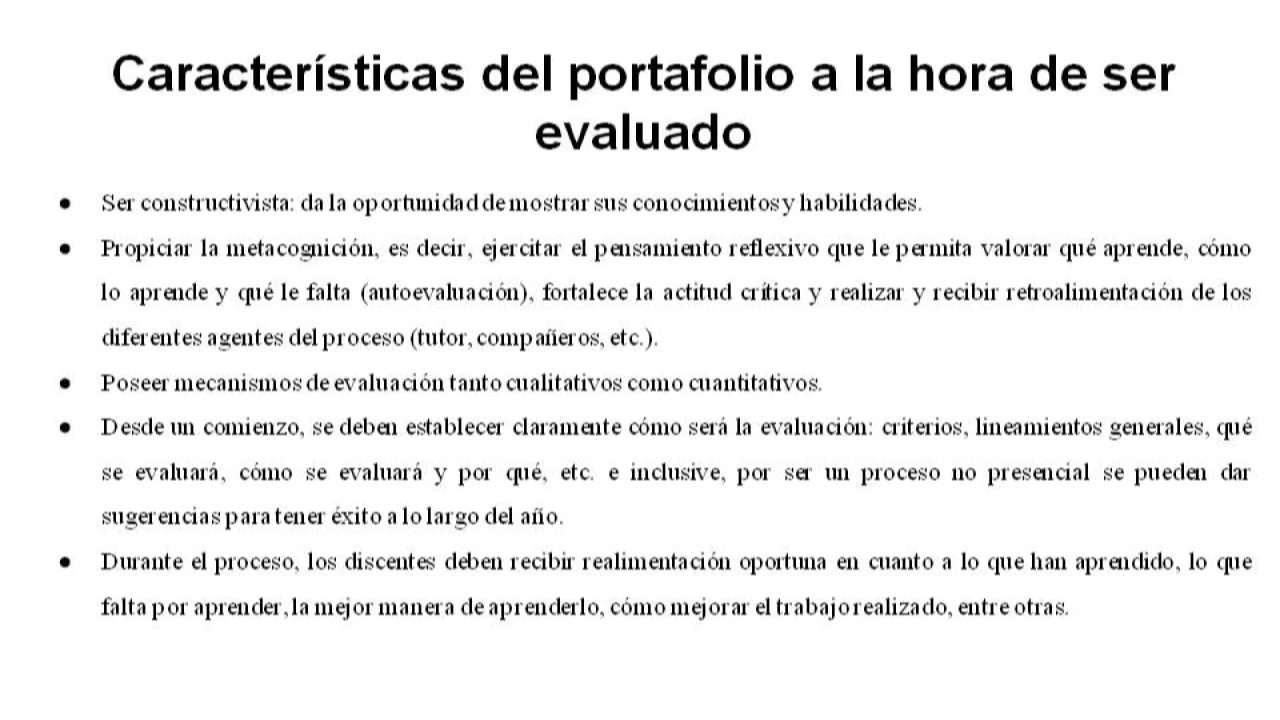 Características del portafolio a la hora de ser
evaluado
● Ser constructivista: da la oportunidad de mostrar sus conocimientos y habilidades.
● Propiciar la metacognición, es decir, ejercitar el pensamiento reflexivo que le permita valorar qué aprende, cómo
lo aprende y qué le falta (autoevaluación), fortalece la actitud crítica y realizar y recibir retroalimentación de los
diferentes agentes del proceso (tutor, compañeros, etc.).
● Poseer mecanismos de evaluación tanto cualitativos como cuantitativos.
● Desde un comienzo, se deben establecer claramente cómo será la evaluación: criterios, lineamientos generales, qué
se evaluará, cómo se evaluará y por qué, etc. e inclusive, por ser un proceso no presencial se pueden dar
sugerencias para tener éxito a lo largo del año.
● Durante el proceso, los discentes deben recibir realimentación oportuna en cuanto a lo que han aprendido, lo que
falta por aprender, la mejor manera de aprenderlo, cómo mejorar el trabajo realizado, entre otras.